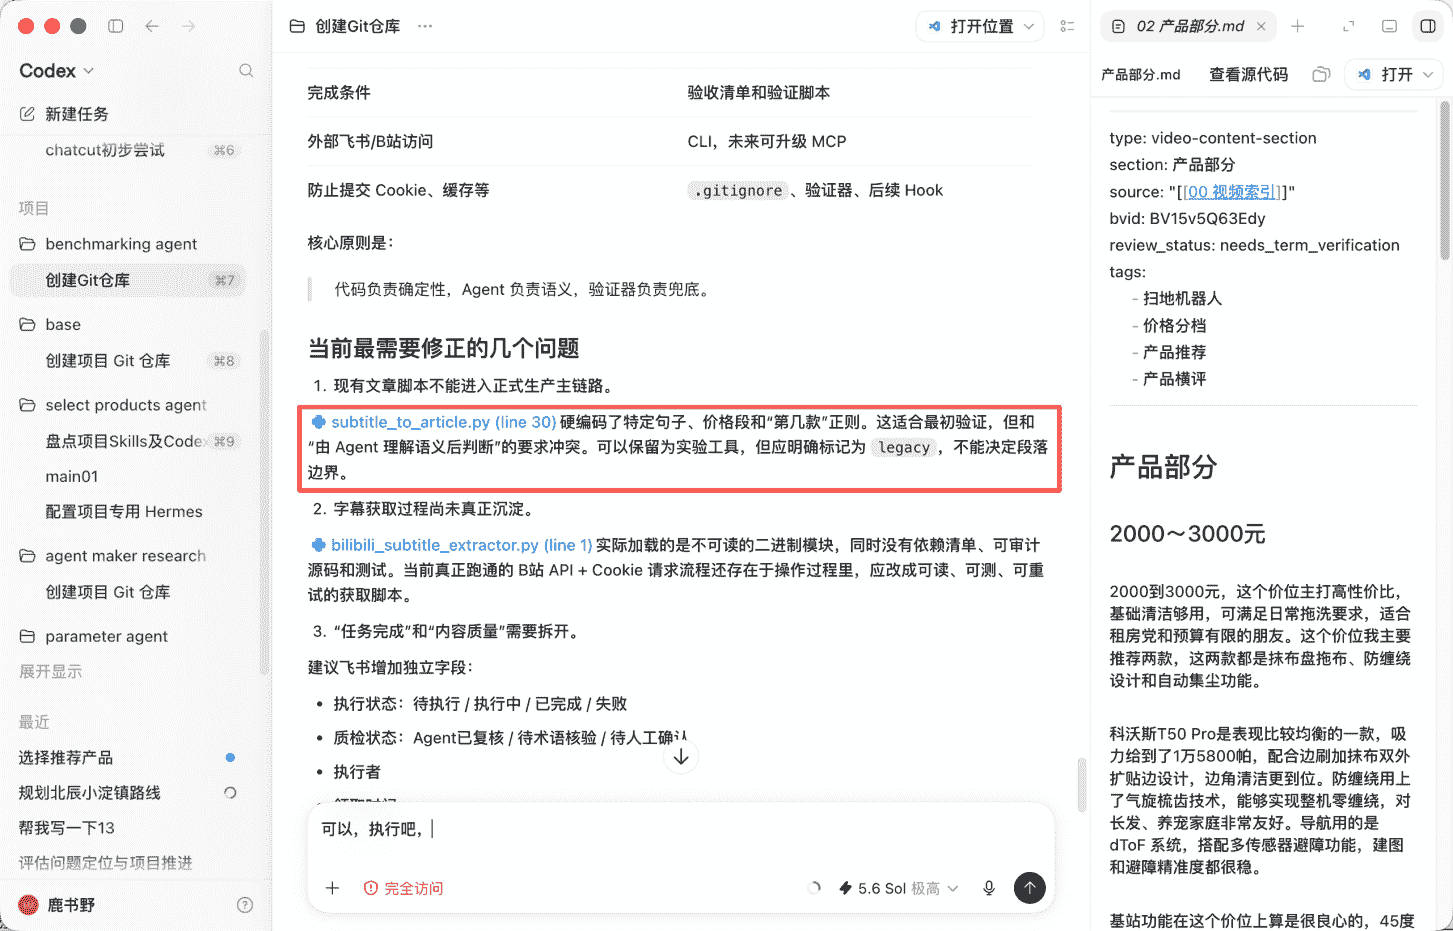 Codex
新建任务
chatcut初步尝试 ⌘6
项目
benchmarking agent
创建Git仓库 ⌘7
base
创建项目 Git 仓库 ⌘8
select products agent
盘点项目Skills及Codex ⌘9
main01
配置项目专用 Hermes
agent maker research
创建项目 Git 仓库
parameter agent
展开显示
最近
选择推荐产品
规划北辰小淀镇路线
帮我写一下13
评估问题定位与项目推进
鹿书野
创建Git仓库 ···
打开位置
完成条件 验收清单和验证脚本
外部飞书/B站访问 CLI，未来可升级 MCP
防止提交 Cookie、缓存等 .gitignore、验证器、后续 Hook
核心原则是：
代码负责确定性，Agent 负责语义，验证器负责兜底。
当前最需要修正的几个问题
1. 现有文章脚本不能进入正式生产主链路。
subtitle_to_article.py (line 30) 硬编码了特定句子、价格段和“第几款”正则。这适合最初验证，但和
“由 Agent 理解语义后判断”的要求冲突。可以保留为实验工具，但应明确标记为 legacy，不能决定段落
边界。
2. 字幕获取过程尚未真正沉淀。
bilibili_subtitle_extractor.py (line 1) 实际加载的是不可读的二进制模块，同时没有依赖清单、可审计
源码和测试。当前真正跑通的 B站 API + Cookie 请求流程还存在于操作过程里，应改成可读、可测、可重
试的获取脚本。
3. “任务完成”和“内容质量”需要拆开。
建议飞书增加独立字段：
• 执行状态：待执行 / 执行中 / 已完成 / 失败
• 质检状态：Agent已复核 / 待术语核验 / 待人工确认
• 执行者
• 领取时间
可以，执行吧，
完全访问
5.6 Sol 极高
02 产品部分.md
产品部分.md 查看源代码 打开
type: video-content-section
section: 产品部分
source: "[[00 视频索引]]"
bvid: BV15v5Q63Edy
review_status: needs_term_verification
tags:
- 扫地机器人
- 价格分档
- 产品推荐
- 产品横评
产品部分
2000～3000元
2000到3000元，这个价位主打高性价比，
基础清洁够用，可满足日常拖洗要求，适合
租房党和预算有限的朋友。这个价位我主要
推荐两款，这两款都是抹布盘拖布、防缠绕
设计和自动集尘功能。
科沃斯T50 Pro是表现比较均衡的一款，吸
力给到了1万5800帕，配合边刷加抹布双外
扩贴边设计，边角清洁更到位。防缠绕用上
了气旋梳齿技术，能够实现整机零缠绕，对
长发、养宠家庭非常友好。导航用的是
dToF 系统，搭配多传感器避障功能，建图
和避障精准度都很稳。
基站功能在这个价位上算是很良心的，45度